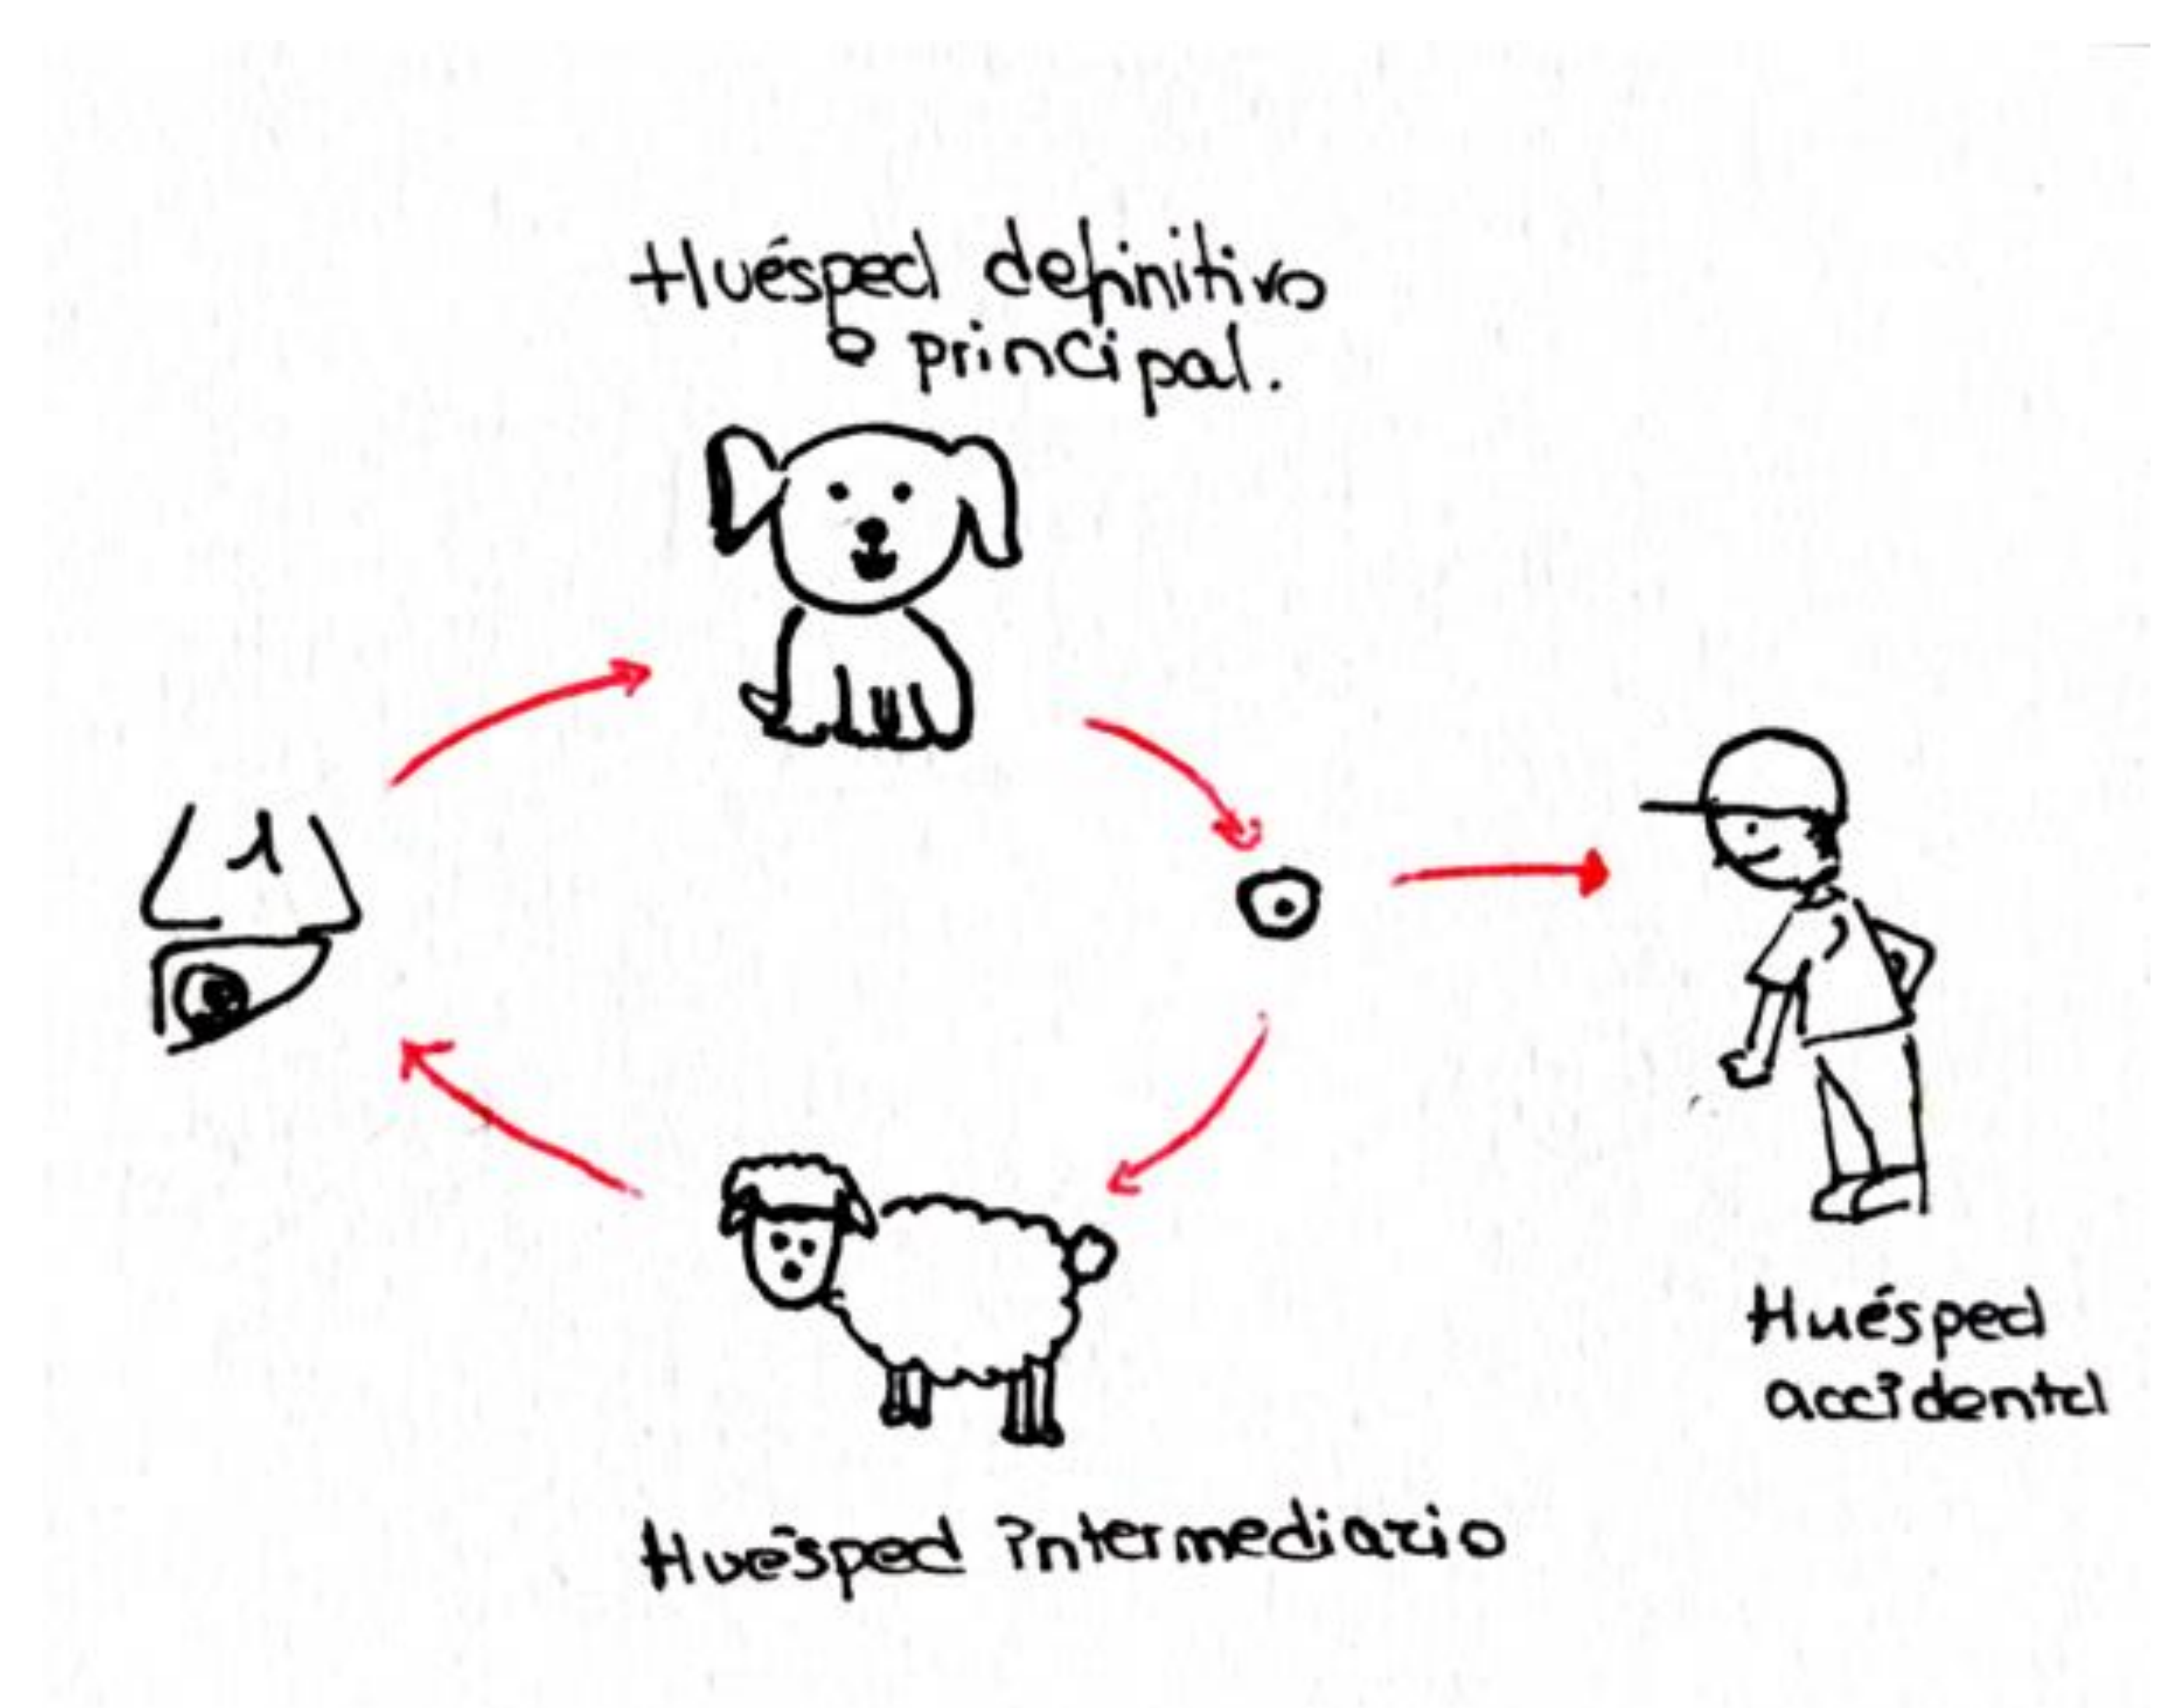 Huésped definitivo
o principal.
Huésped
accidental
Huésped intermediario